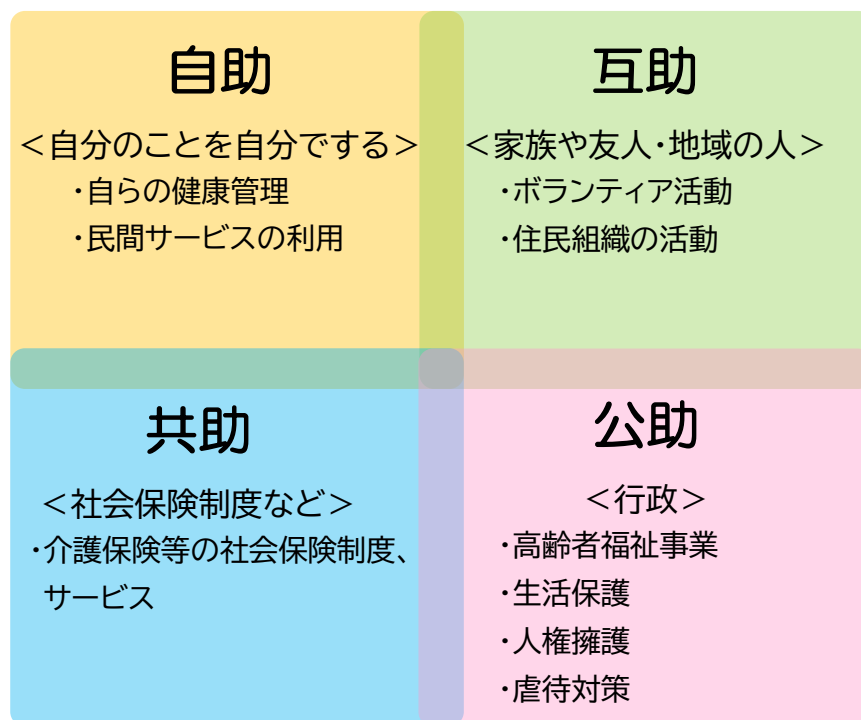 自助
＜自分のことを自分でする＞
・自らの健康管理
・民間サービスの利用
互助
＜家族や友人・地域の人＞
・ボランティア活動
・住民組織の活動
共助
＜社会保険制度など＞
・介護保険等の社会保険制度、
サービス
公助
＜行政＞
・高齢者福祉事業
・生活保護
・人権擁護
・虐待対策